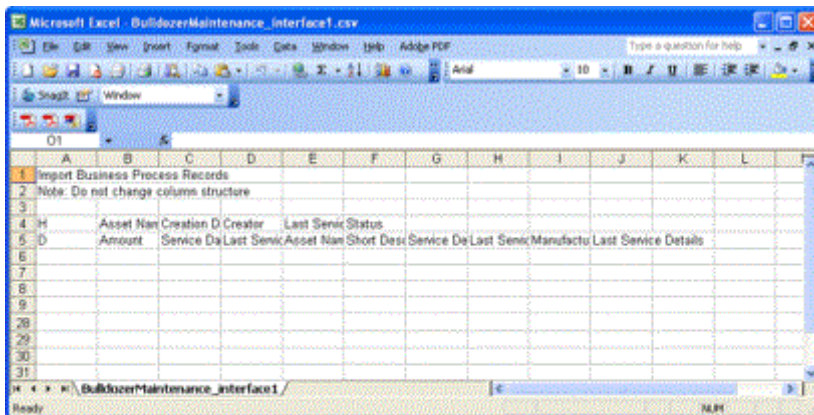 Microsoft Excel - BulldozerMaintenance_interface1.csv
File Edit View Insert Format Tools Data Window Help Adobe PDF Type a question for help
Arial 10 B I U
SnagIt Window
O1 fx
A B C D E F G H I J K L
1 Import Business Process Records
2 Note: Do not change column structure
3
4 H Asset Nam Creation D Creator Last Servic Status
5 D Amount Service Da Last Servic Asset Nam Short Desc Service De Last Servic Manufactu Last Service Details
6
7
8
9
28
29
30
31
BulldozerMaintenance_interface1
Ready NUM